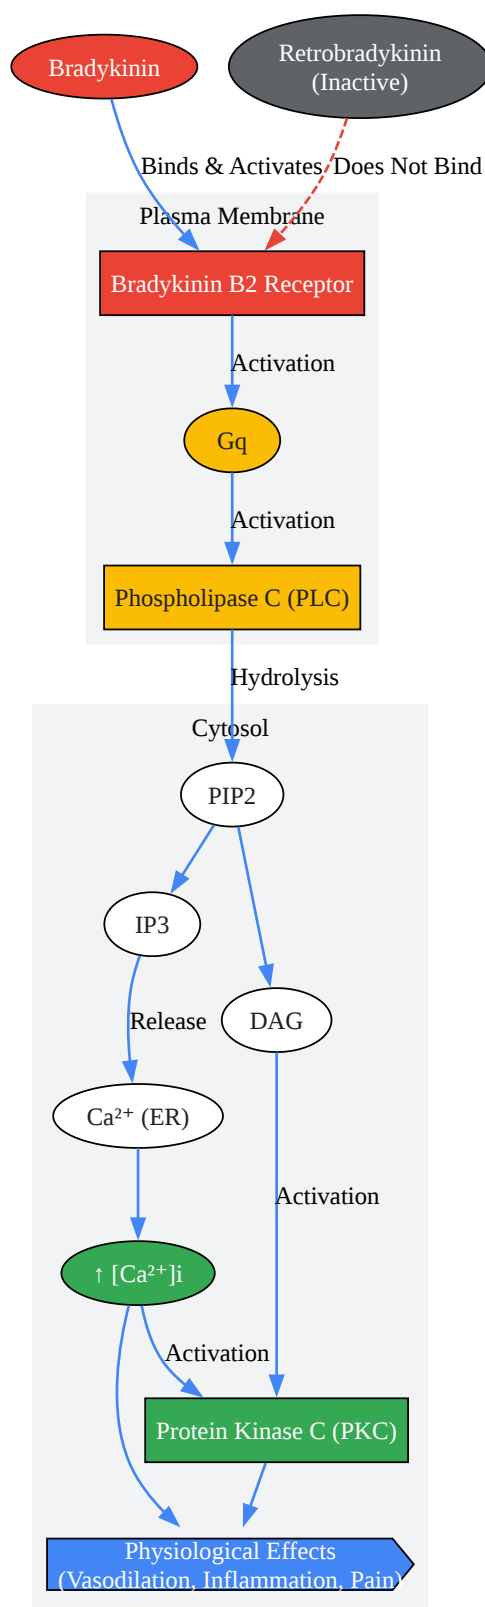 Bradykinin
Retrobradykinin
(Inactive)
Binds & Activates
Does Not Bind
Plasma Membrane
Bradykinin B2 Receptor
Activation
Gq
Activation
Phospholipase C (PLC)
Hydrolysis
Cytosol
PIP2
IP3
Release
DAG
Ca²⁺ (ER)
Activation
↑ [Ca²⁺]i
Activation
Protein Kinase C (PKC)
Physiological Effects
(Vasodilation, Inflammation, Pain)